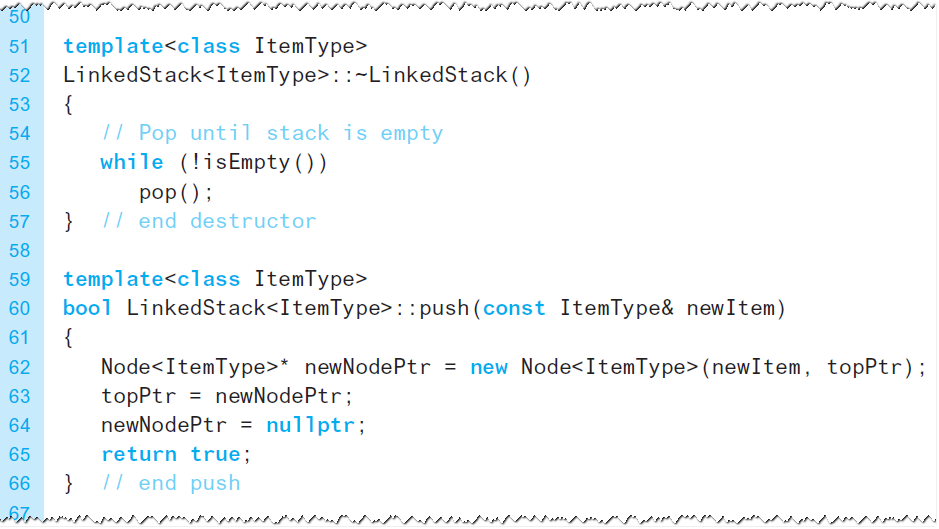 50
51 template<class ItemType>
52 LinkedStack<ItemType>::~LinkedStack()
53 {
54    // Pop until stack is empty
55    while (!isEmpty())
56       pop();
57 }  // end destructor
58
59 template<class ItemType>
60 bool LinkedStack<ItemType>::push(const ItemType& newItem)
61 {
62    Node<ItemType>* newNodePtr = new Node<ItemType>(newItem, topPtr);
63    topPtr = newNodePtr;
64    newNodePtr = nullptr;
65    return true;
66 }  // end push
67